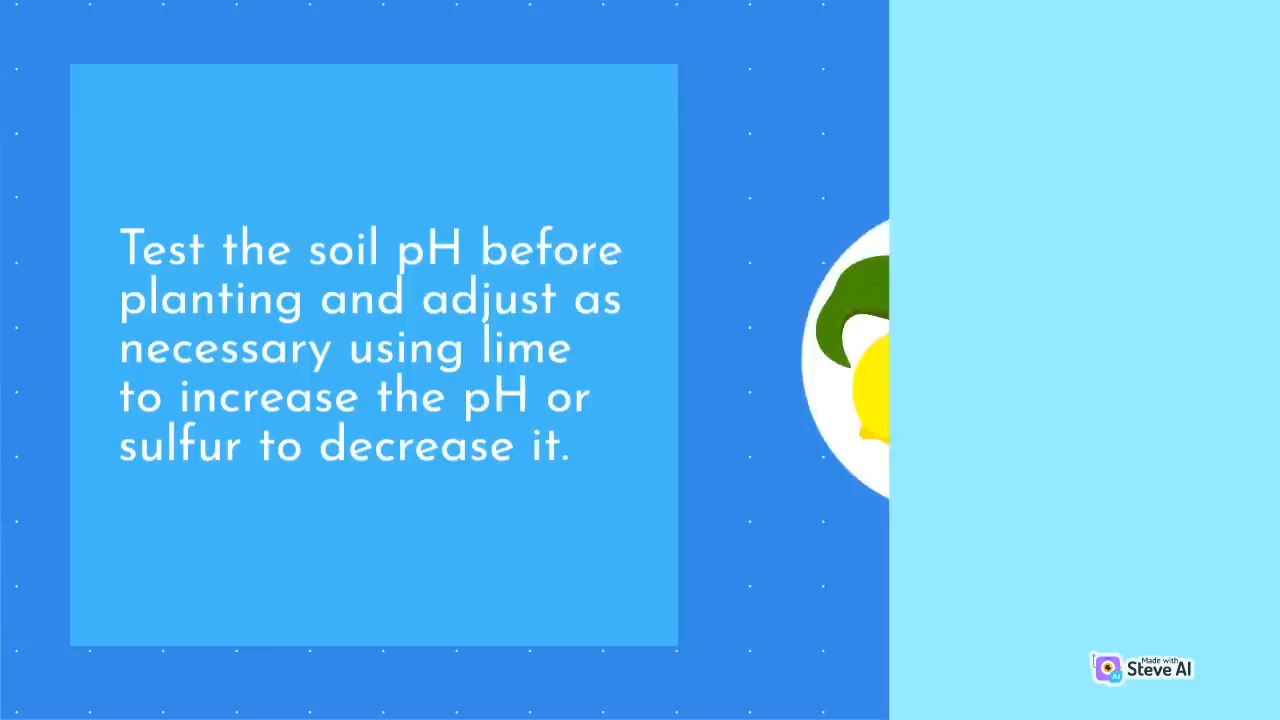 Test the soil pH before
planting and adjust as
necessary using lime
to increase the pH or
sulfur to decrease it.
Made with
Steve AI
AI